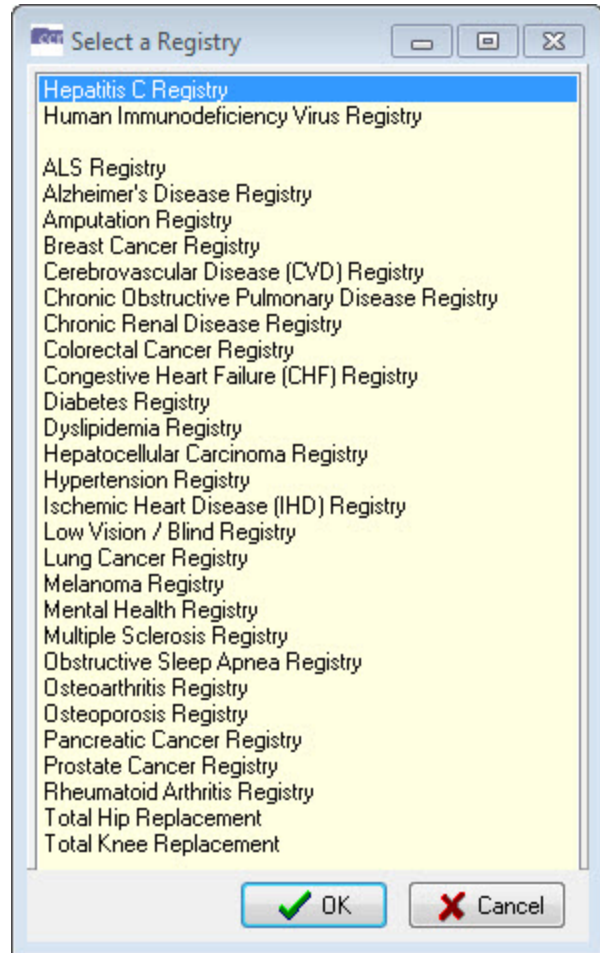 CCR Select a Registry
Hepatitis C Registry
Human Immunodeficiency Virus Registry
ALS Registry
Alzheimer's Disease Registry
Amputation Registry
Breast Cancer Registry
Cerebrovascular Disease (CVD) Registry
Chronic Obstructive Pulmonary Disease Registry
Chronic Renal Disease Registry
Colorectal Cancer Registry
Congestive Heart Failure (CHF) Registry
Diabetes Registry
Dyslipidemia Registry
Hepatocellular Carcinoma Registry
Hypertension Registry
Ischemic Heart Disease (IHD) Registry
Low Vision / Blind Registry
Lung Cancer Registry
Melanoma Registry
Mental Health Registry
Multiple Sclerosis Registry
Obstructive Sleep Apnea Registry
Osteoarthritis Registry
Osteoporosis Registry
Pancreatic Cancer Registry
Prostate Cancer Registry
Rheumatoid Arthritis Registry
Total Hip Replacement
Total Knee Replacement
OK Cancel